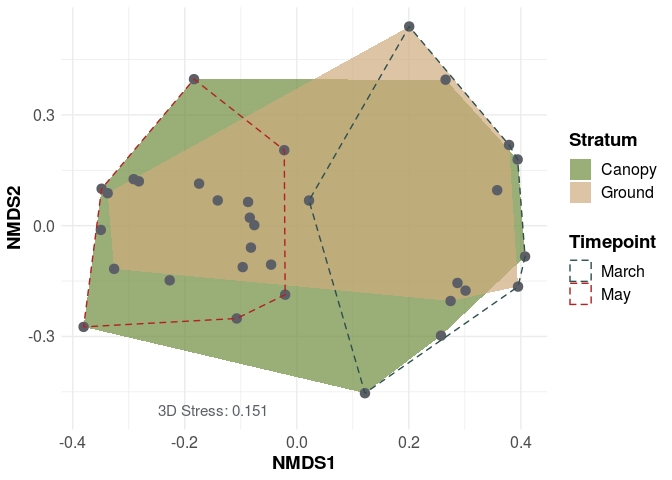 NMDS2
0.3
0.0
-0.3
3D Stress: 0.151
-0.4
-0.2
0.0
0.2
0.4
NMDS1
Stratum
Canopy
Ground
Timepoint
March
May